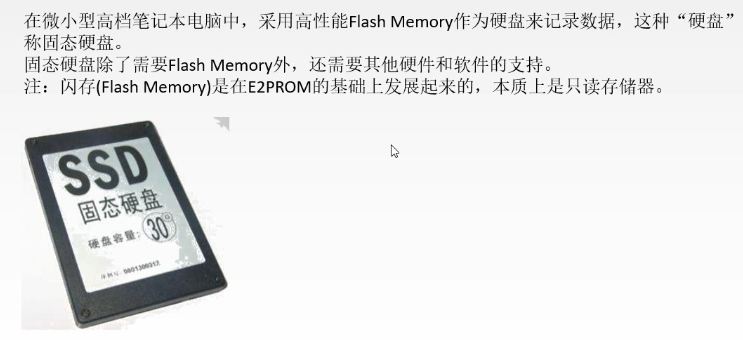 在微小型高档笔记本电脑中，采用高性能Flash Memory作为硬盘来记录数据，这种“硬盘”
称固态硬盘。
固态硬盘除了需要Flash Memory外，还需要其他硬件和软件的支持。
注：闪存(Flash Memory)是在E2PROM的基础上发展起来的，本质上是只读存储器。
SSD
固态硬盘
硬盘容量：30G